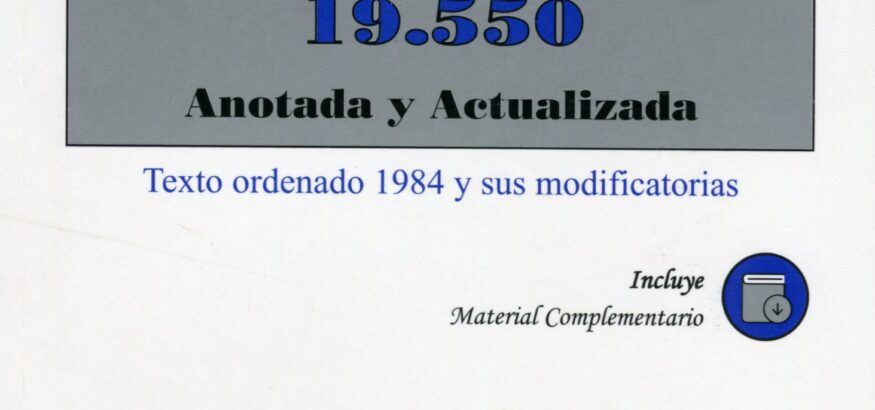 19.550
Anotada y Actualizada
Texto ordenado 1984 y sus modificatorias
Incluye
Material Complementario